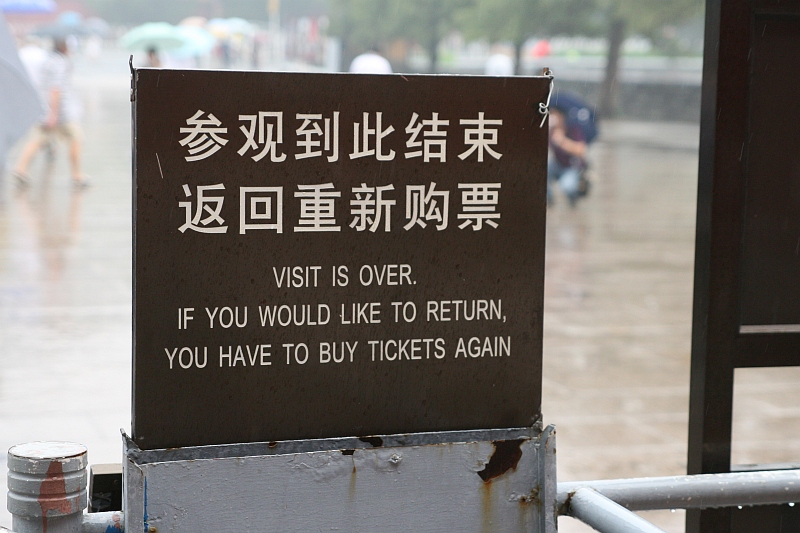 参观到此结束
返回重新购票
VISIT IS OVER.
IF YOU WOULD LIKE TO RETURN,
YOU HAVE TO BUY TICKETS AGAIN